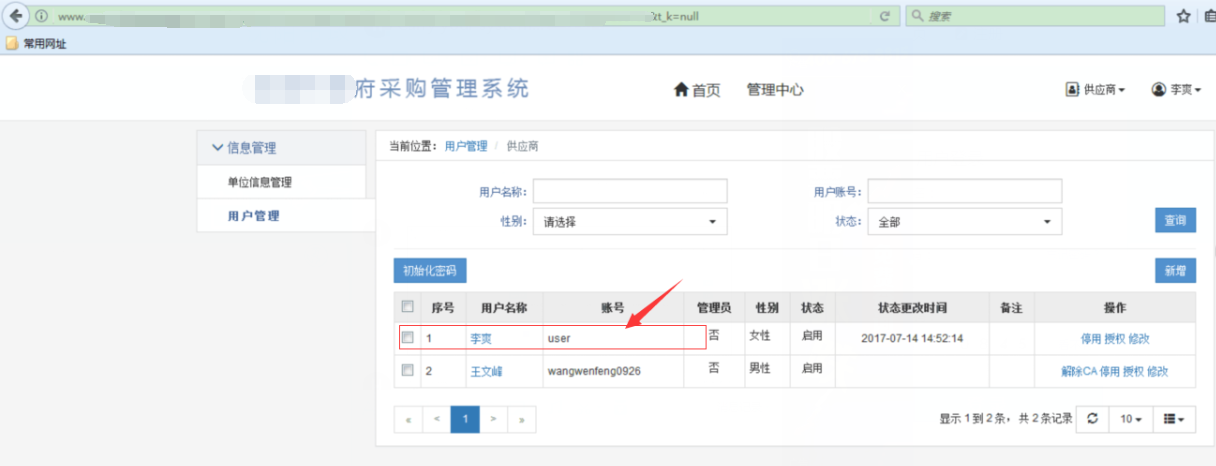 www. t_k=null 搜索
常用网址
府采购管理系统 首页 管理中心 供应商 李爽
信息管理 当前位置： 用户管理 / 供应商
单位信息管理 用户名称: 用户账号:
用户管理 性别: 请选择 状态: 全部 查询
初始化密码 新增
序号 用户名称 账号 管理员 性别 状态 状态更改时间 备注 操作
1 李爽 user 否 女性 启用 2017-07-14 14:52:14 停用 授权 修改
2 王文峰 wangwenfeng0926 否 男性 启用 解除CA 停用 授权 修改
« < 1 > » 显示 1 到 2 条，共 2 条记录 10